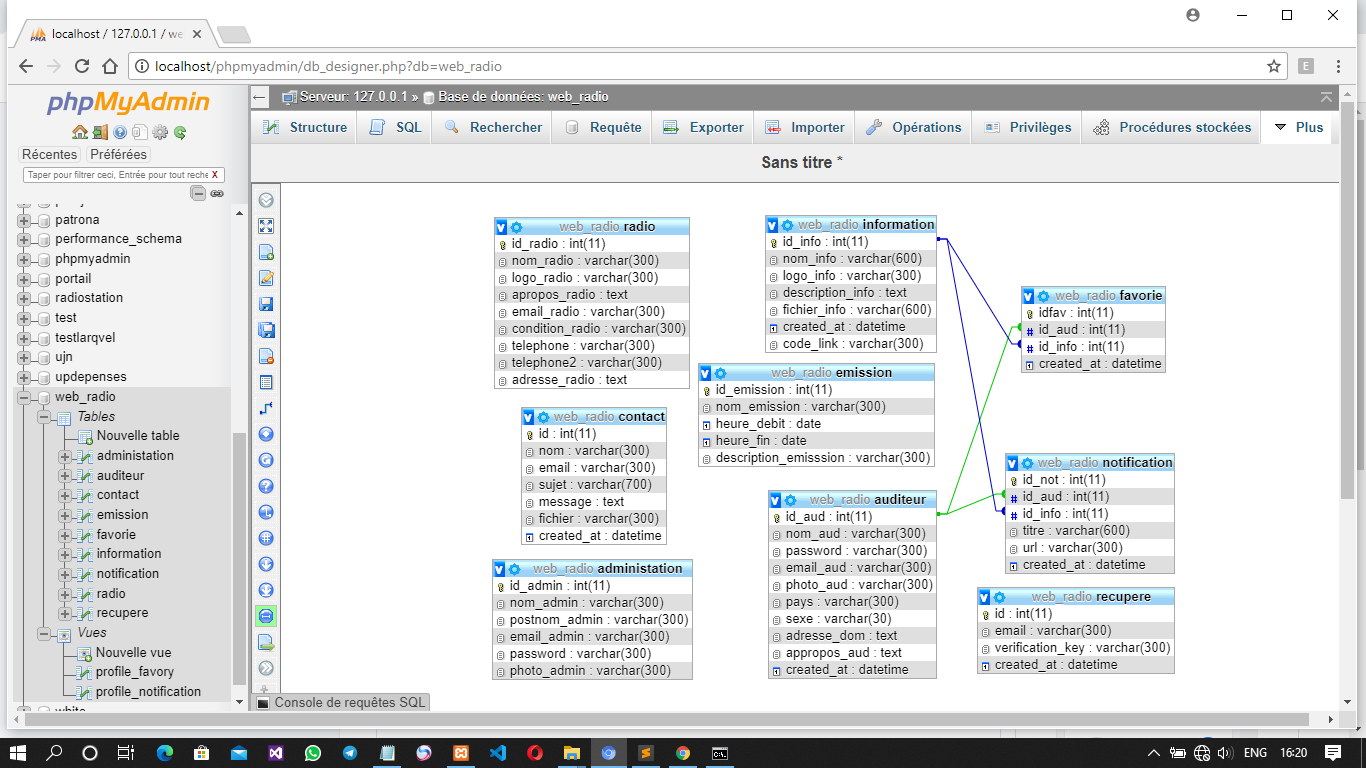 localhost / 127.0.0.1 / we
localhost/phpmyadmin/db_designer.php?db=web_radio
E
phpMyAdmin
Récentes Préférées
Taper pour filtrer ceci, Entrée pour tout reche X
patrona
performance_schema
phpmyadmin
portail
radiostation
test
testlarqvel
ujn
updepenses
web_radio
Tables
Nouvelle table
administation
auditeur
contact
emission
favorie
information
notification
radio
recupere
Vues
Nouvelle vue
profile_favory
profile_notification
Serveur: 127.0.0.1 » Base de données: web_radio
Structure SQL Rechercher Requête Exporter Importer Opérations Privilèges Procédures stockées Plus
Sans titre *
web_radio radio
id_radio : int(11)
nom_radio : varchar(300)
logo_radio : varchar(300)
apropos_radio : text
email_radio : varchar(300)
condition_radio : varchar(300)
telephone : varchar(300)
telephone2 : varchar(300)
adresse_radio : text
web_radio contact
id : int(11)
nom : varchar(300)
email : varchar(300)
sujet : varchar(700)
message : text
fichier : varchar(300)
created_at : datetime
web_radio administation
id_admin : int(11)
nom_admin : varchar(300)
postnom_admin : varchar(300)
email_admin : varchar(300)
password : varchar(300)
photo_admin : varchar(300)
web_radio information
id_info : int(11)
nom_info : varchar(600)
logo_info : varchar(300)
description_info : text
fichier_info : varchar(600)
created_at : datetime
code_link : varchar(300)
web_radio emission
id_emission : int(11)
nom_emission : varchar(300)
heure_debit : date
heure_fin : date
description_emisssion : varchar(300)
web_radio auditeur
id_aud : int(11)
nom_aud : varchar(300)
password : varchar(300)
email_aud : varchar(300)
photo_aud : varchar(300)
pays : varchar(300)
sexe : varchar(30)
adresse_dom : text
appropos_aud : text
created_at : datetime
web_radio favorie
idfav : int(11)
id_aud : int(11)
id_info : int(11)
created_at : datetime
web_radio notification
id_not : int(11)
id_aud : int(11)
id_info : int(11)
titre : varchar(600)
url : varchar(300)
created_at : datetime
web_radio recupere
id : int(11)
email : varchar(300)
verification_key : varchar(300)
created_at : datetime
Console de requêtes SQL
ENG 16:20